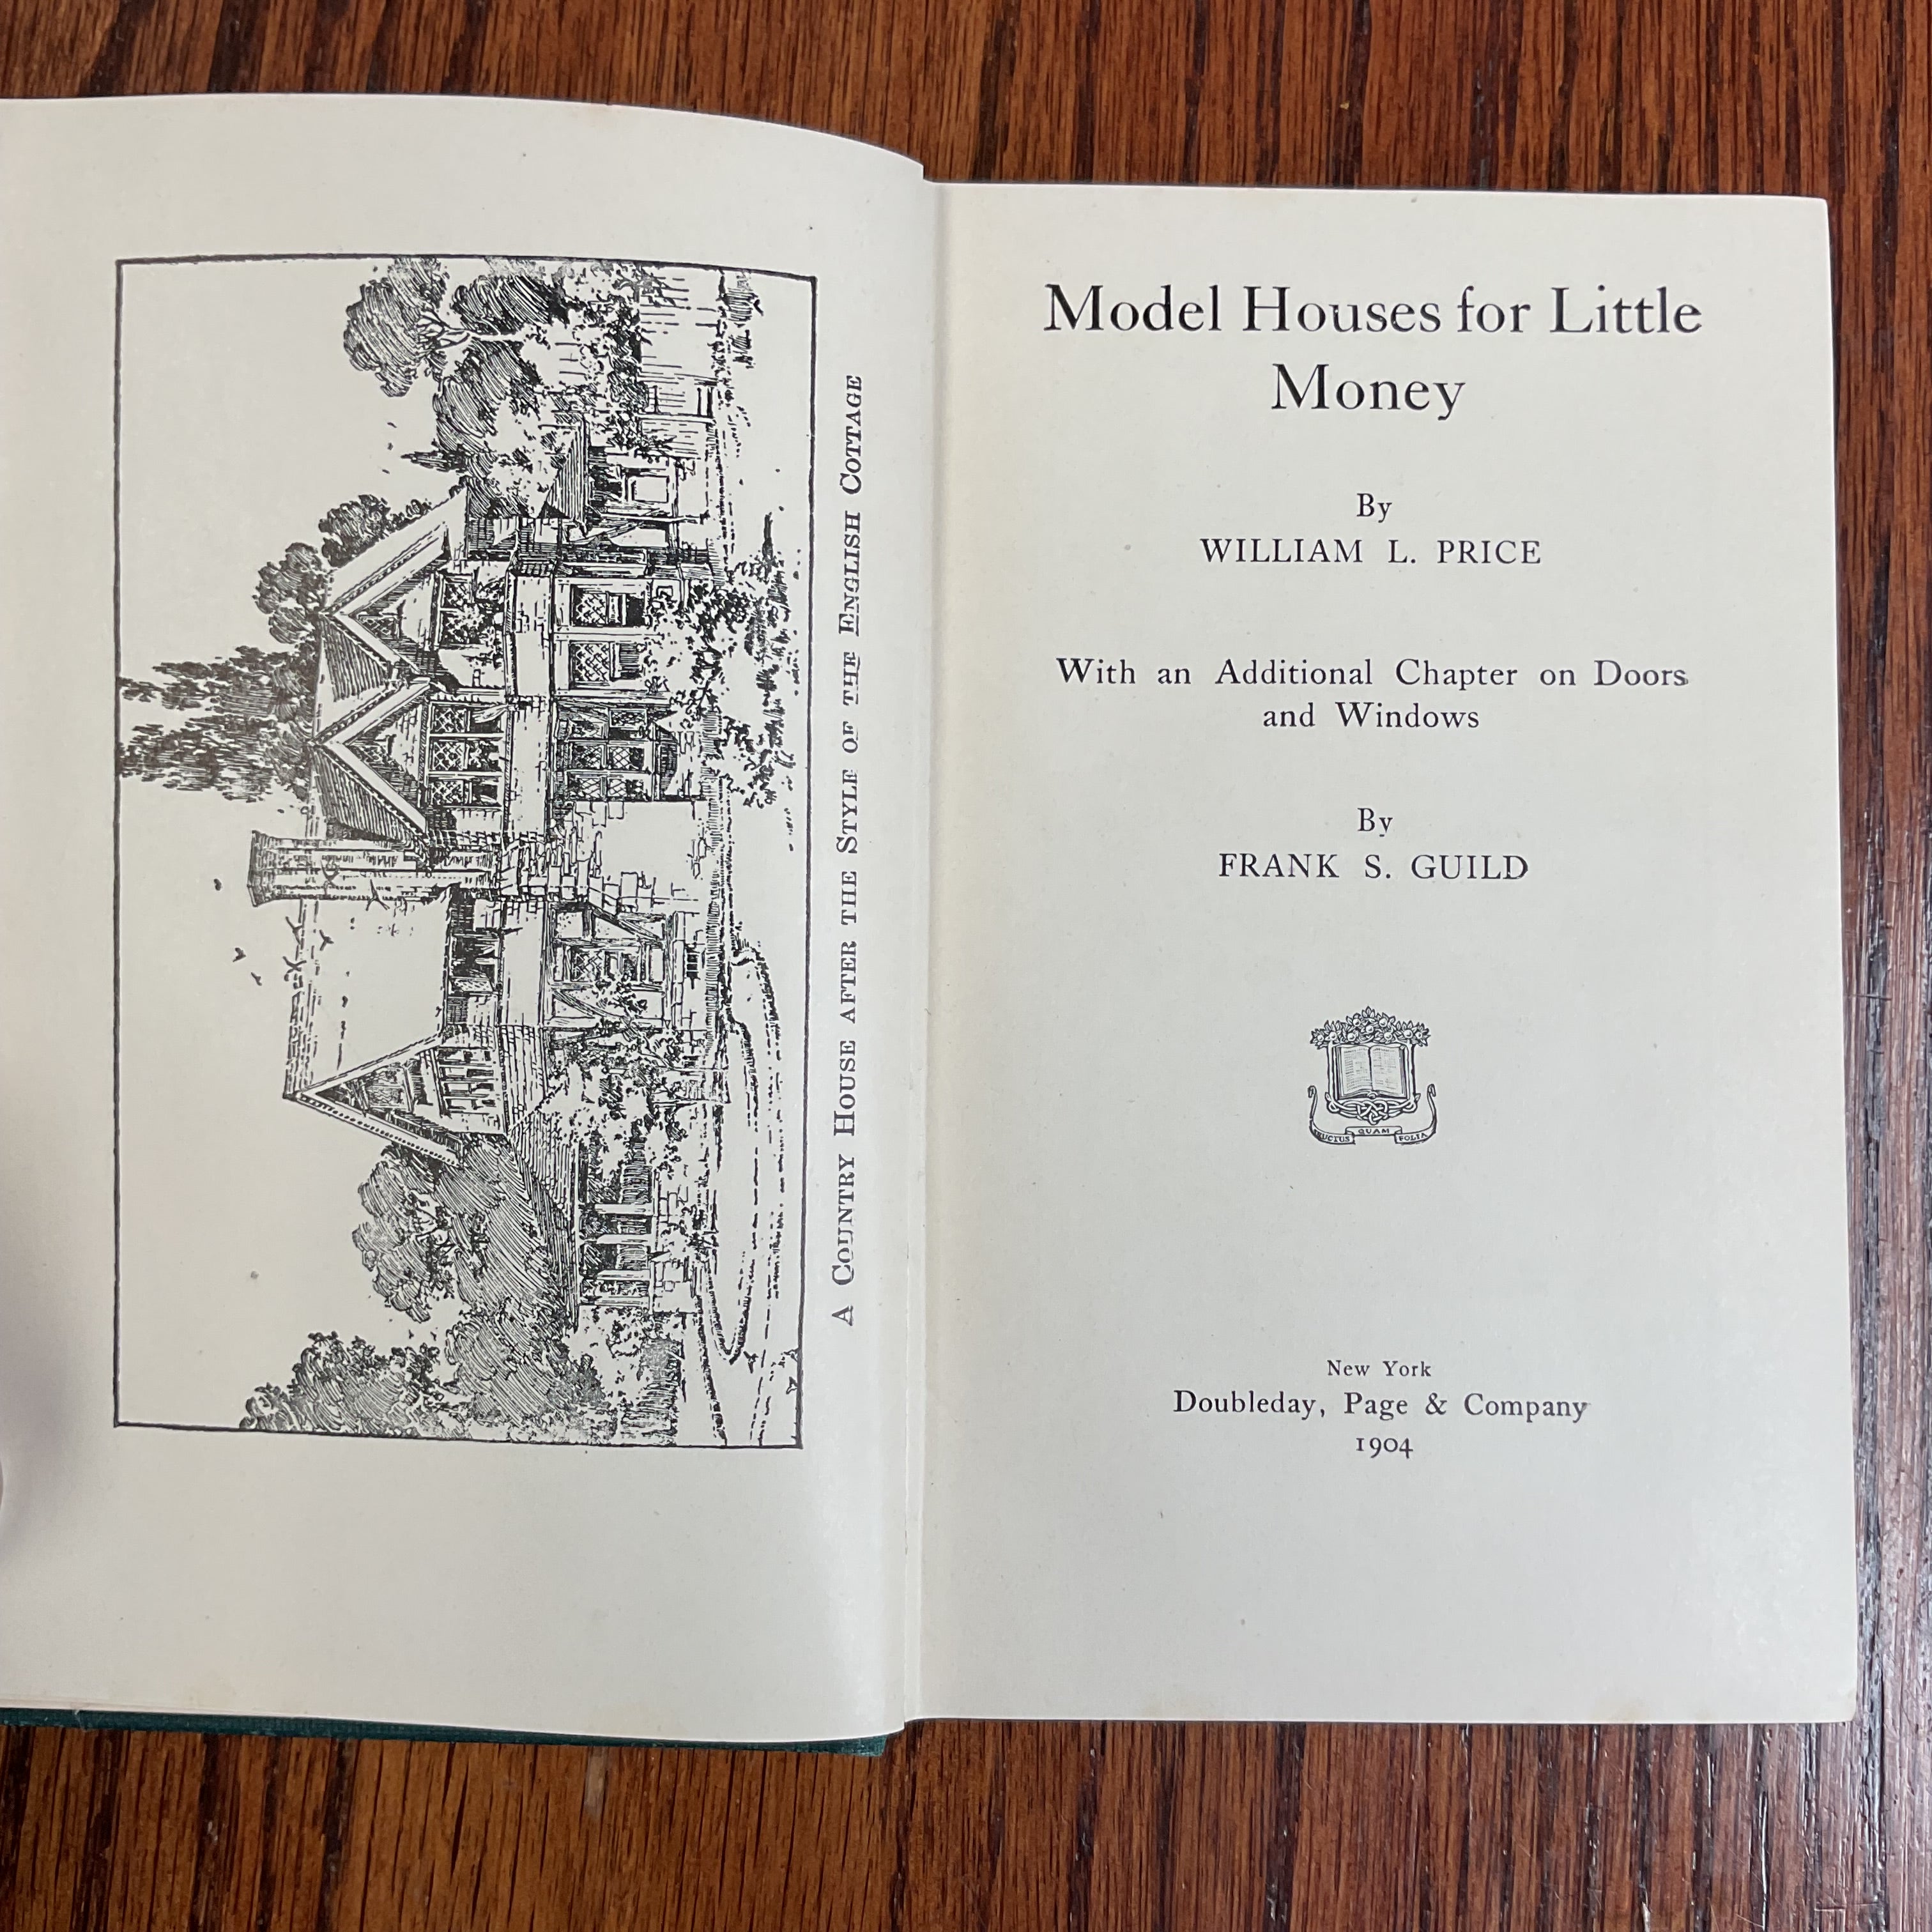 A Country House after the Style of the English Cottage
Model Houses for Little
Money
By
WILLIAM L. PRICE
With an Additional Chapter on Doors
and Windows
By
FRANK S. GUILD
FRUCTUS QUAM FOLIA
New York
Doubleday, Page & Company
1904